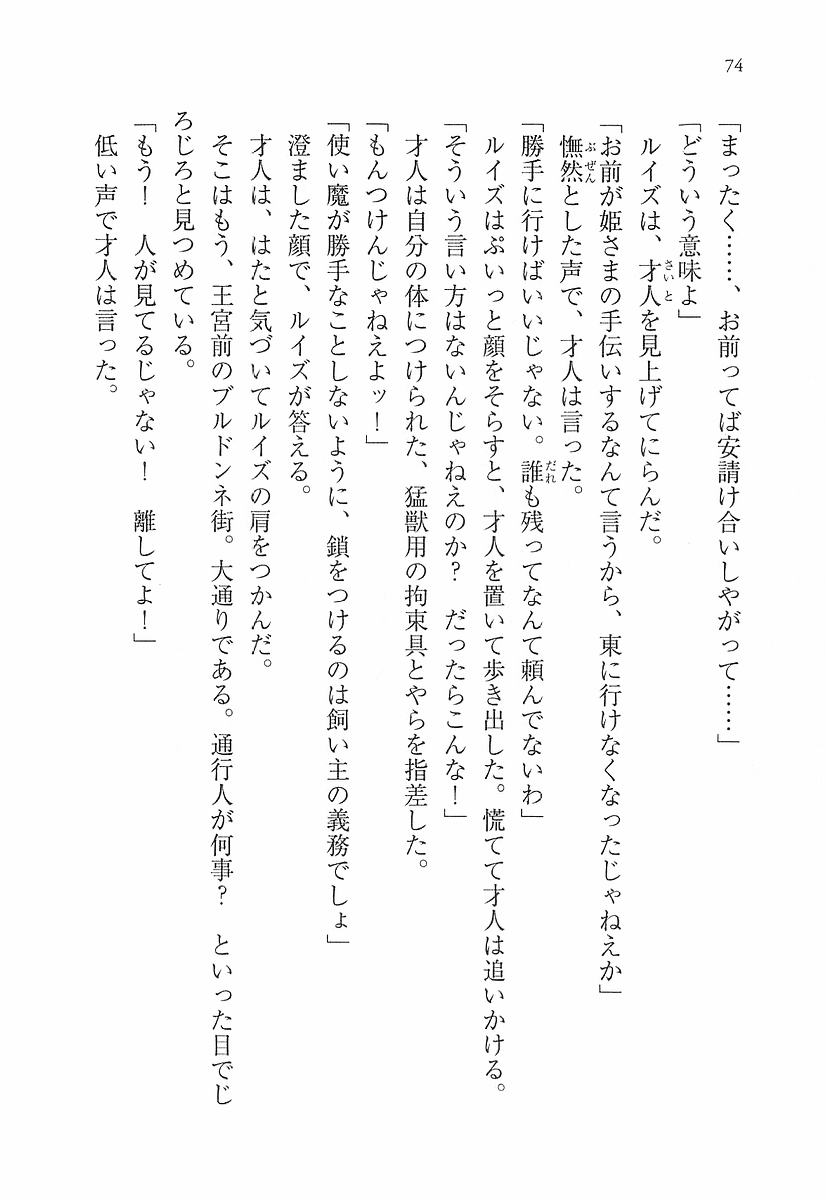 74
「まったく……、お前ってば安請け合いしやがって……」
「どういう意味よ」
ルイズは、才人を見上げてにらんだ。
「お前が姫さまの手伝いするなんて言うから、東に行けなくなったじゃねえか」
憮然とした声で、才人は言った。
「勝手に行けばいいじゃない。誰も残ってなんて頼んでないわ」
ルイズはぷいっと顔をそらすと、才人を置いて歩き出した。慌てて才人は追いかける。
「そういう言い方はないんじゃねえのか？　だったらこんな！」
才人は自分の体につけられた、猛獣用の拘束具とやらを指差した。
「もんつけんじゃねえよッ！」
「使い魔が勝手なことしないように、鎖をつけるのは飼い主の義務でしょ」
澄ました顔で、ルイズが答える。
才人は、はたと気づいてルイズの肩をつかんだ。
そこはもう、王宮前のブルドンネ街。大通りである。通行人が何事？　といった目でじ
ろじろと見つめている。
「もう！　人が見てるじゃない！　離してよ！」
低い声で才人は言った。